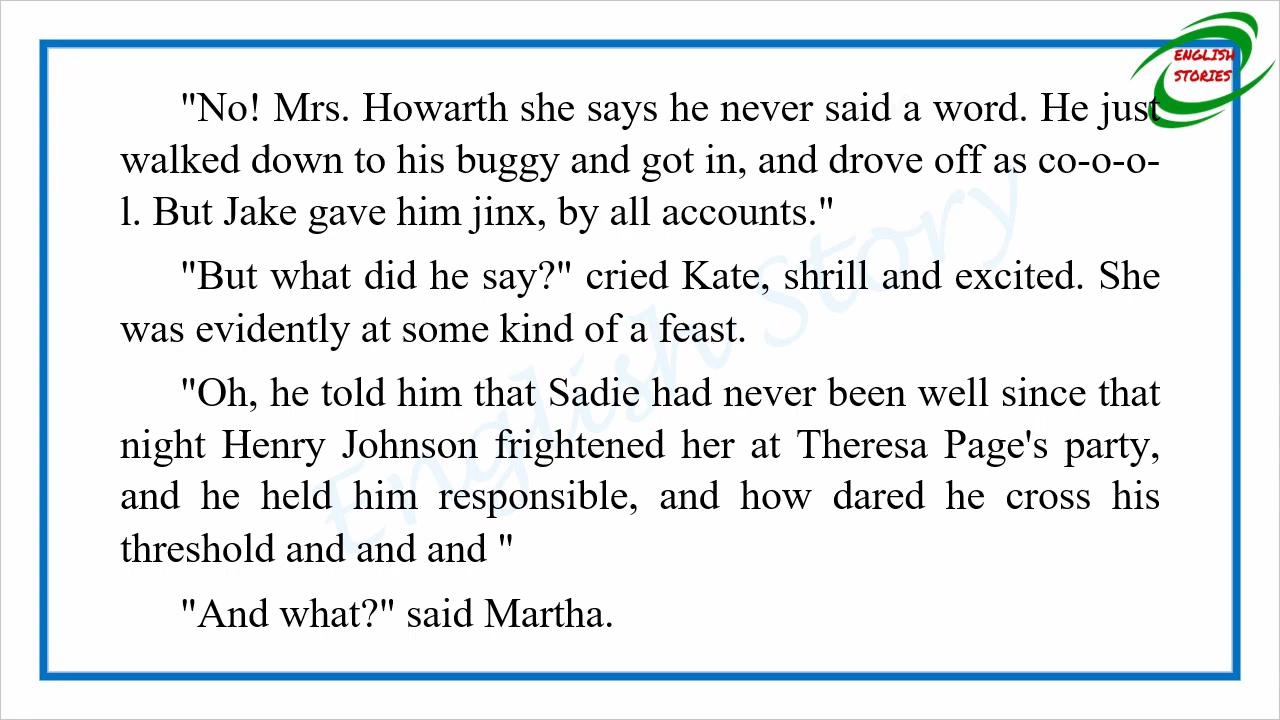 ENGLISH
STORIES
"No! Mrs. Howarth she says he never said a word. He just
walked down to his buggy and got in, and drove off as co-o-o-
l. But Jake gave him jinx, by all accounts."
"But what did he say?" cried Kate, shrill and excited. She
was evidently at some kind of a feast.
"Oh, he told him that Sadie had never been well since that
night Henry Johnson frightened her at Theresa Page's party,
and he held him responsible, and how dared he cross his
threshold and and and "
"And what?" said Martha.
English Story